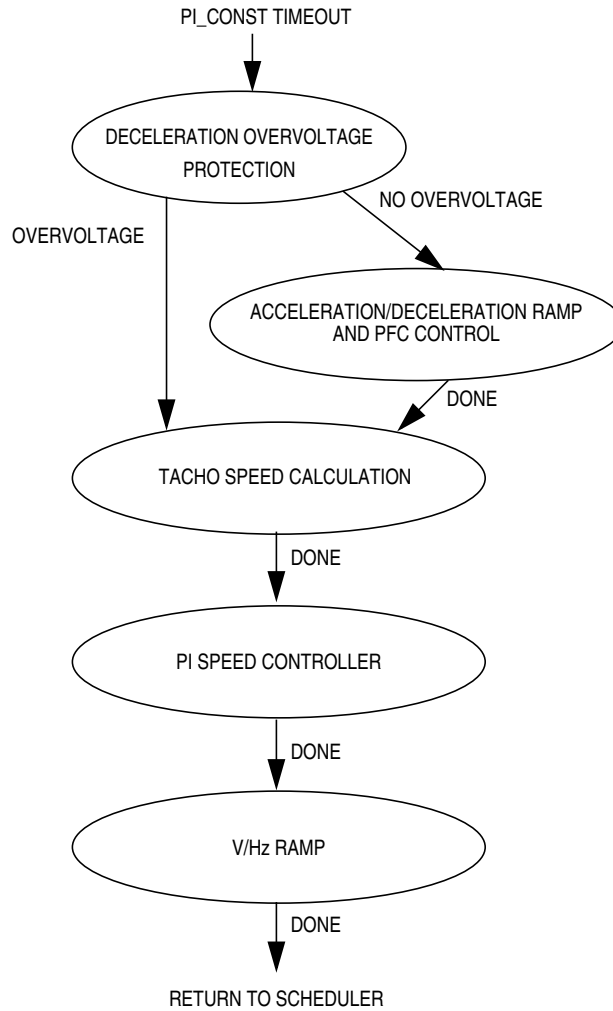 PI_CONST TIMEOUT
DECELERATION OVERVOLTAGE
PROTECTION
NO OVERVOLTAGE
OVERVOLTAGE
ACCELERATION/DECELERATION RAMP
AND PFC CONTROL
DONE
TACHO SPEED CALCULATION
DONE
PI SPEED CONTROLLER
DONE
V/Hz RAMP
DONE
RETURN TO SCHEDULER